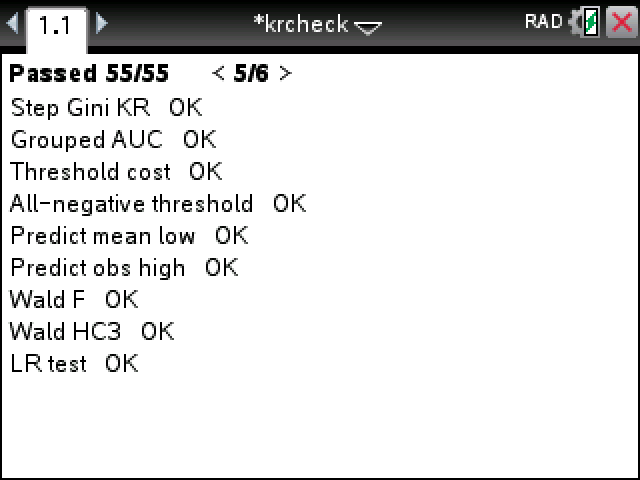 1.1 *krcheck RAD
Passed 55/55 < 5/6 >
Step Gini KR OK
Grouped AUC OK
Threshold cost OK
All-negative threshold OK
Predict mean low OK
Predict obs high OK
Wald F OK
Wald HC3 OK
LR test OK